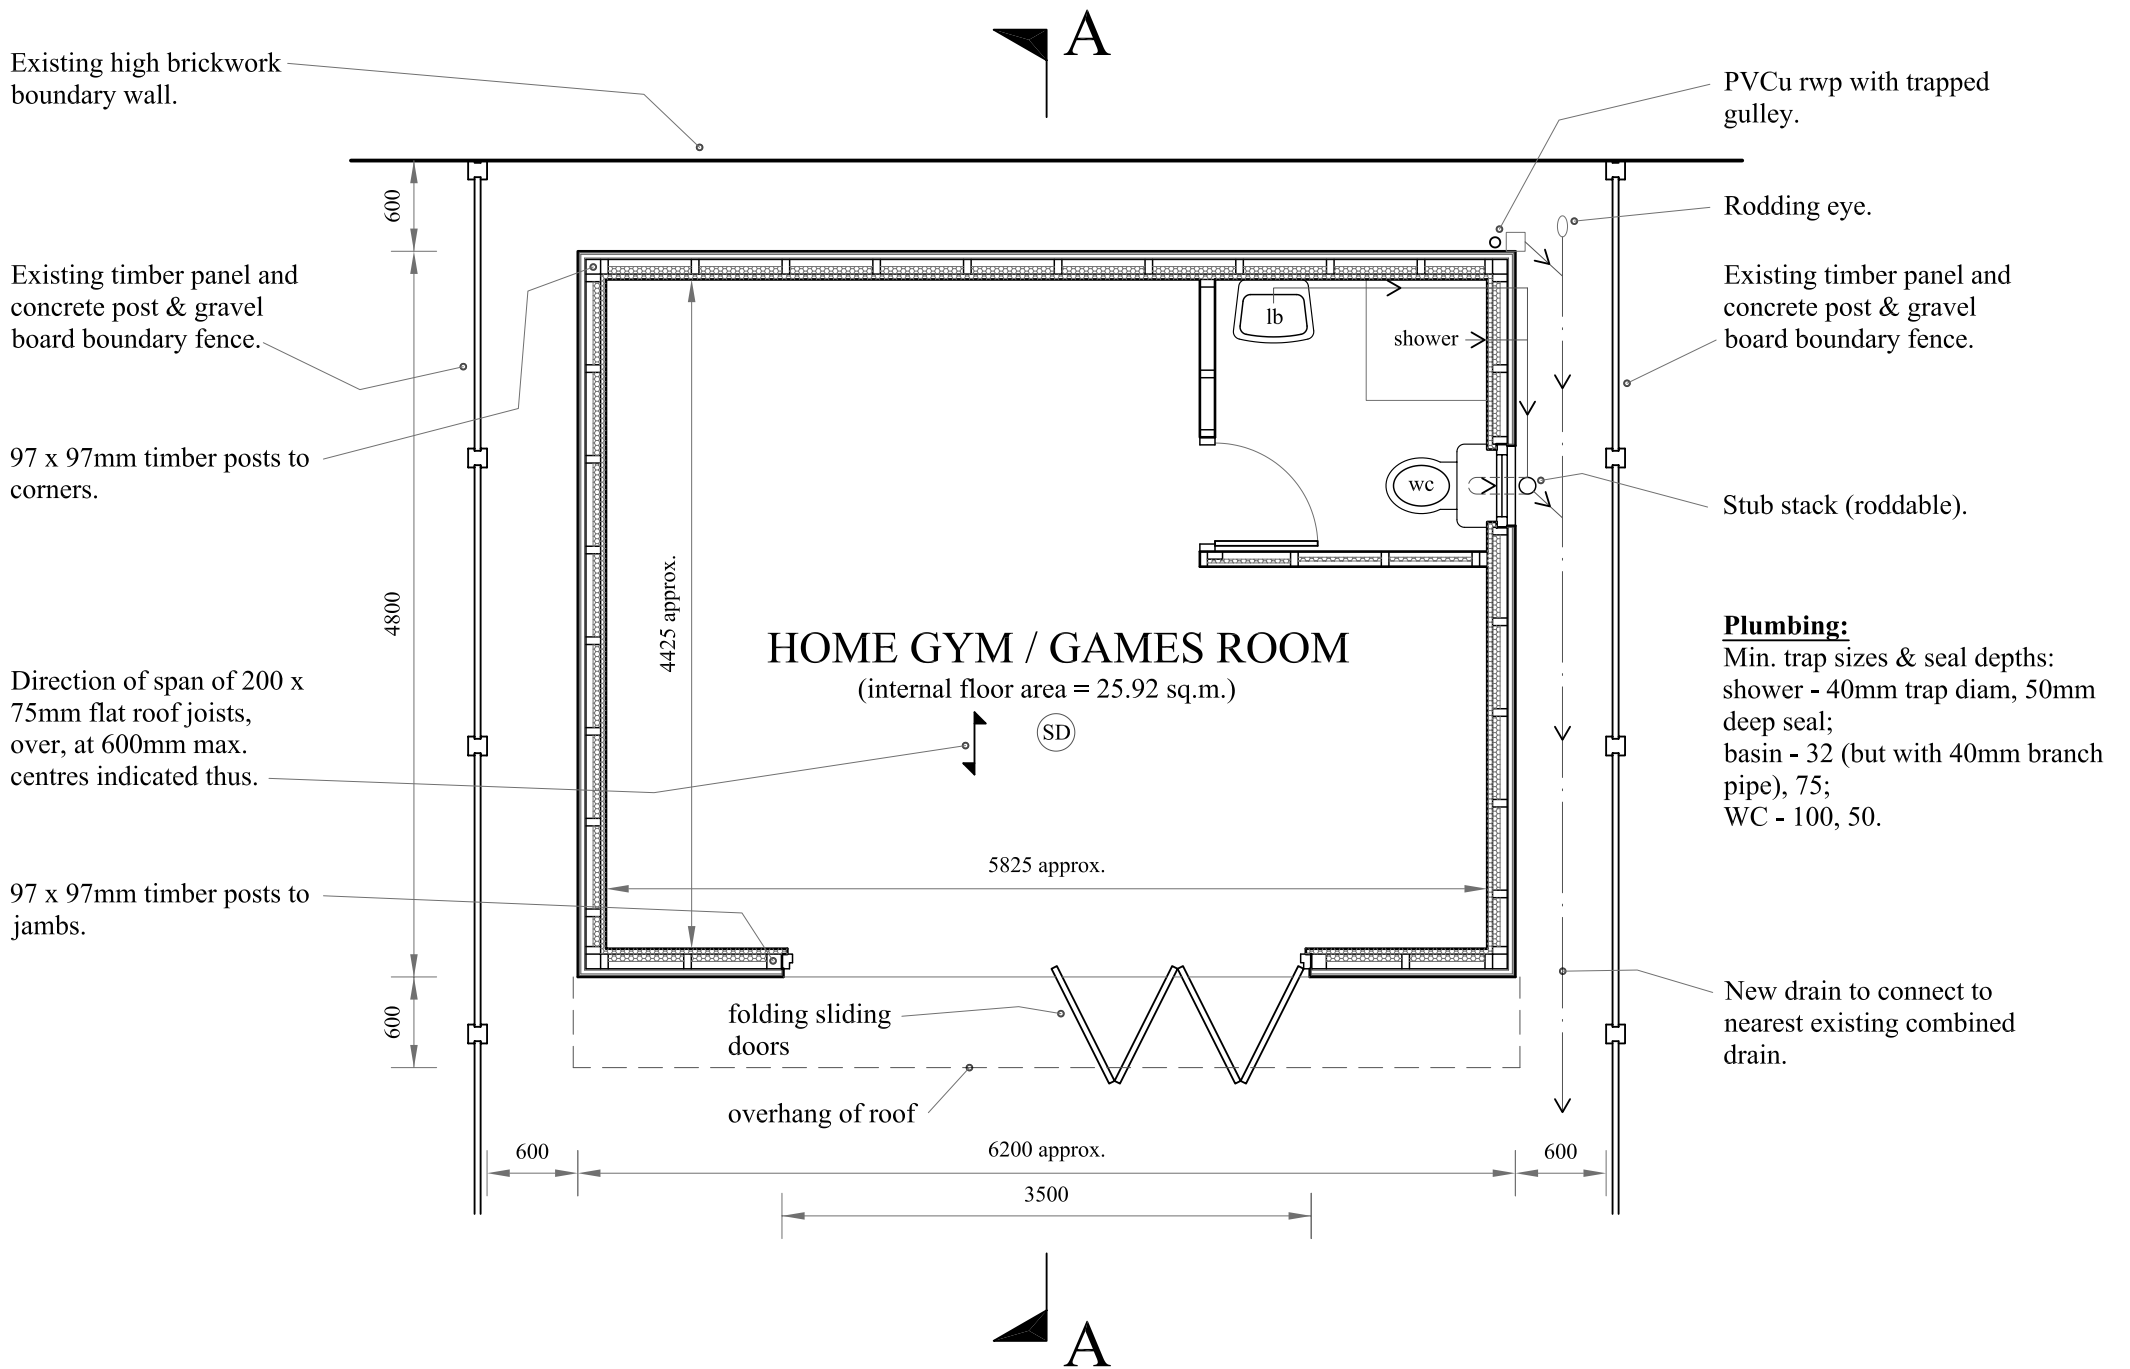 A
Existing high brickwork
boundary wall.
PVCu rwp with trapped
gulley.
600
Rodding eye.
Existing timber panel and
concrete post & gravel
board boundary fence.
Existing timber panel and
concrete post & gravel
board boundary fence.
lb
shower
97 x 97mm timber posts to
corners.
wc
Stub stack (roddable).
4800
4425 approx.
HOME GYM / GAMES ROOM
(internal floor area = 25.92 sq.m.)
SD
Plumbing:
Min. trap sizes & seal depths:
shower - 40mm trap diam, 50mm
deep seal;
basin - 32 (but with 40mm branch
pipe), 75;
WC - 100, 50.
Direction of span of 200 x
75mm flat roof joists,
over, at 600mm max.
centres indicated thus.
5825 approx.
97 x 97mm timber posts to
jambs.
600
folding sliding
doors
New drain to connect to
nearest existing combined
drain.
overhang of roof
600
6200 approx.
600
3500
A